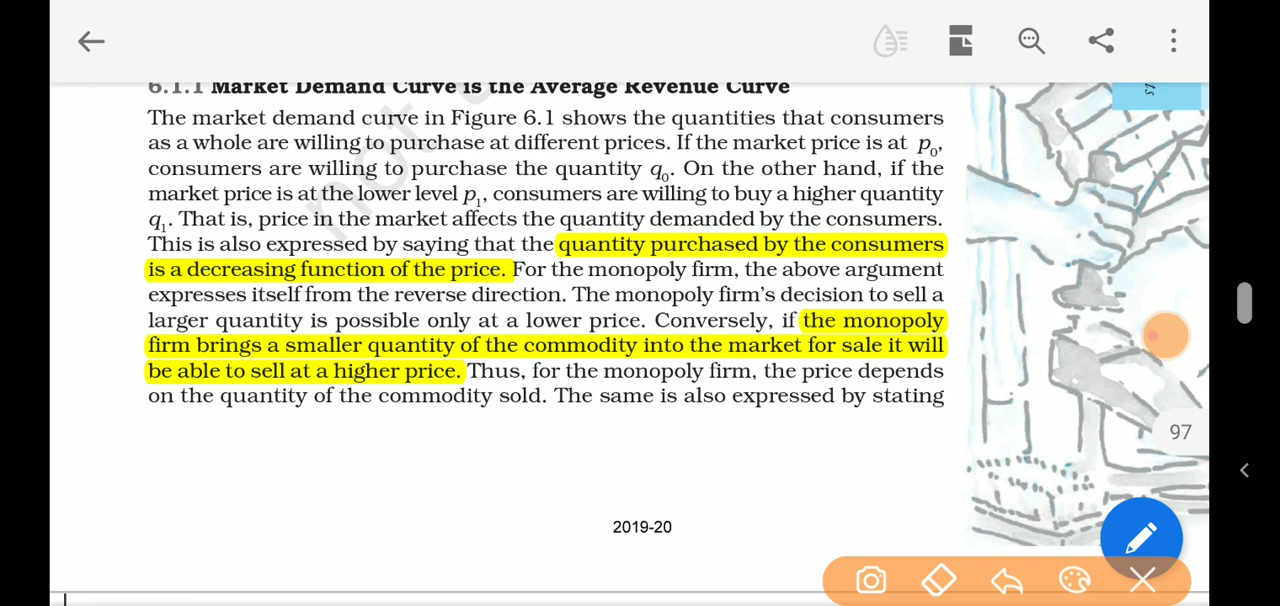 6.1.1 Market Demand Curve is the Average Revenue Curve
The market demand curve in Figure 6.1 shows the quantities that consumers
as a whole are willing to purchase at different prices. If the market price is at p0,
consumers are willing to purchase the quantity q0. On the other hand, if the
market price is at the lower level p1, consumers are willing to buy a higher quantity
q1. That is, price in the market affects the quantity demanded by the consumers.
This is also expressed by saying that the quantity purchased by the consumers
is a decreasing function of the price. For the monopoly firm, the above argument
expresses itself from the reverse direction. The monopoly firm's decision to sell a
larger quantity is possible only at a lower price. Conversely, if the monopoly
firm brings a smaller quantity of the commodity into the market for sale it will
be able to sell at a higher price. Thus, for the monopoly firm, the price depends
on the quantity of the commodity sold. The same is also expressed by stating
97
2019-20
not